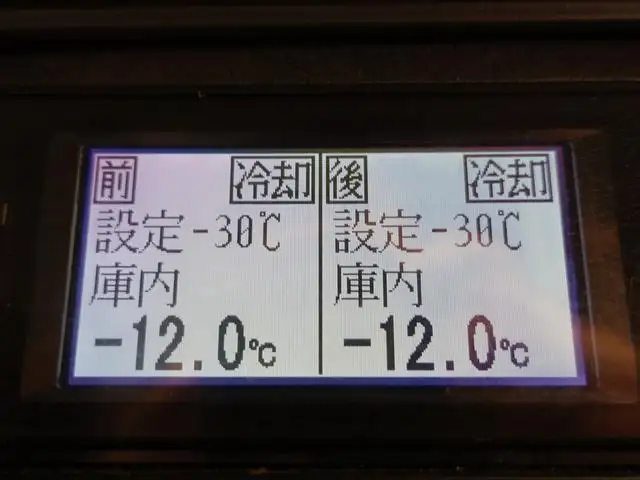 前 冷却
設定-30℃
庫内
-12.0℃
後 冷却
設定-30℃
庫内
-12.0℃